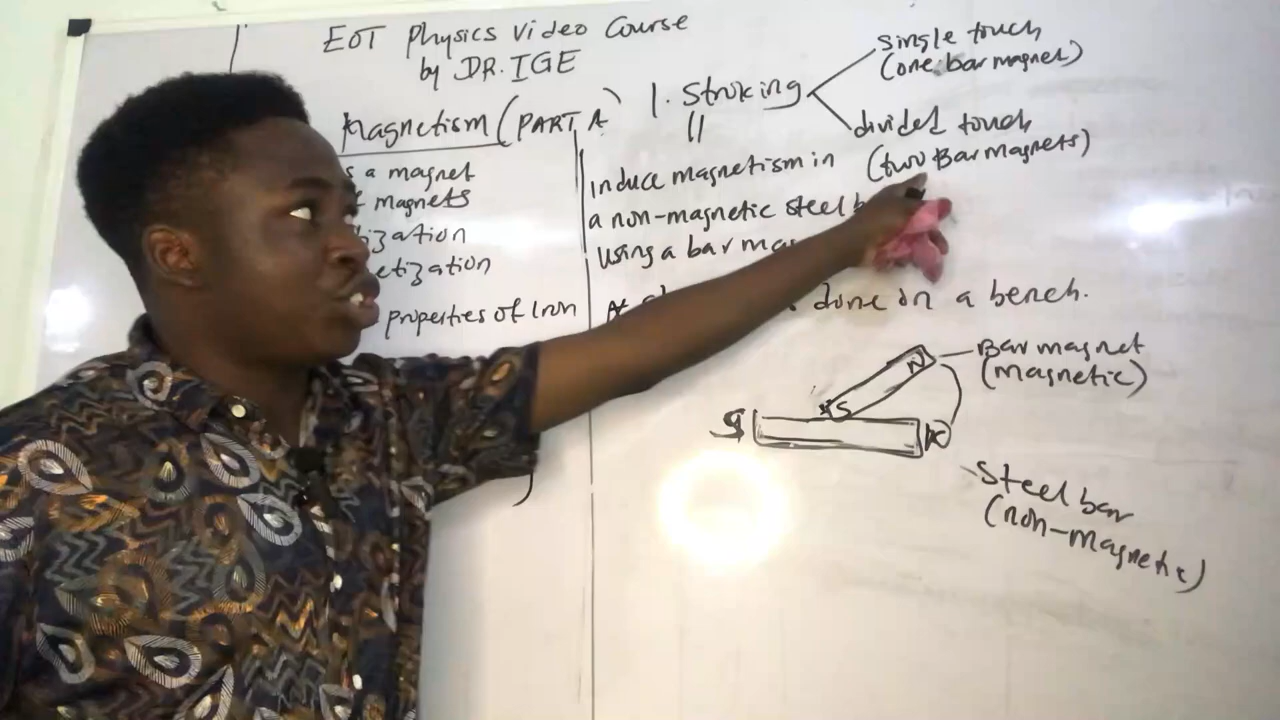 EOT Physics Video Course
by DR. IGE
Magnetism (PART A)
s a magnet
magnets
ization
etization
properties of Iron
1. Stroking
single touch
(one bar magnet)
divided touch
(two Bar magnets)
Induce magnetism in
a non-magnetic steel
using a bar
done on a bench.
N
S
Bar magnet
(magnetic)
Steel bar
(non-magnetic)